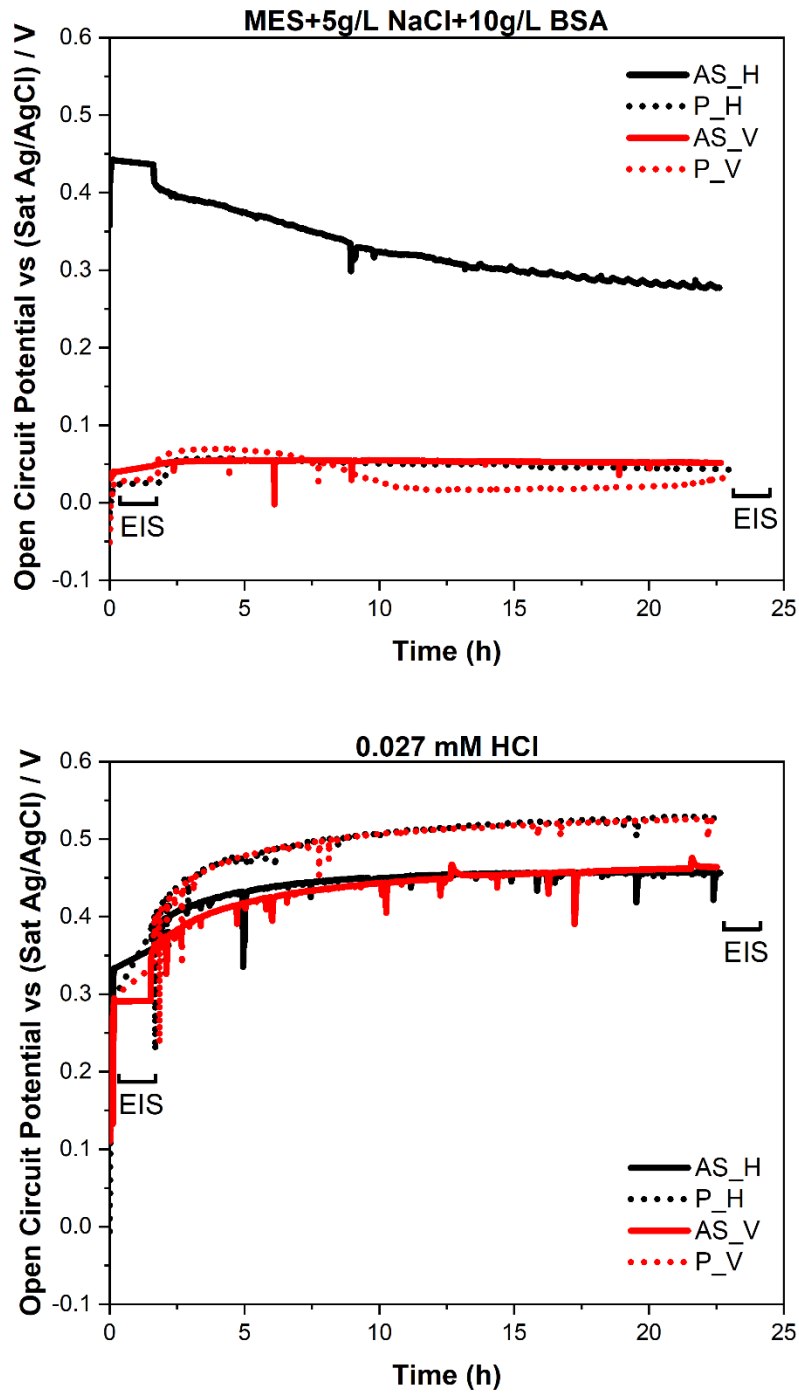 MES+5g/L NaCl+10g/L BSA
Open Circuit Potential vs (Sat Ag/AgCl) / V
0.6
0.5
0.4
0.3
0.2
0.1
0.0
-0.1
AS_H
P_H
AS_V
P_V
EIS
EIS
0
5
10
15
20
25
Time (h)
0.027 mM HCl
Open Circuit Potential vs (Sat Ag/AgCl) / V
0.6
0.5
0.4
0.3
0.2
0.1
0.0
-0.1
EIS
EIS
AS_H
P_H
AS_V
P_V
0
5
10
15
20
25
Time (h)